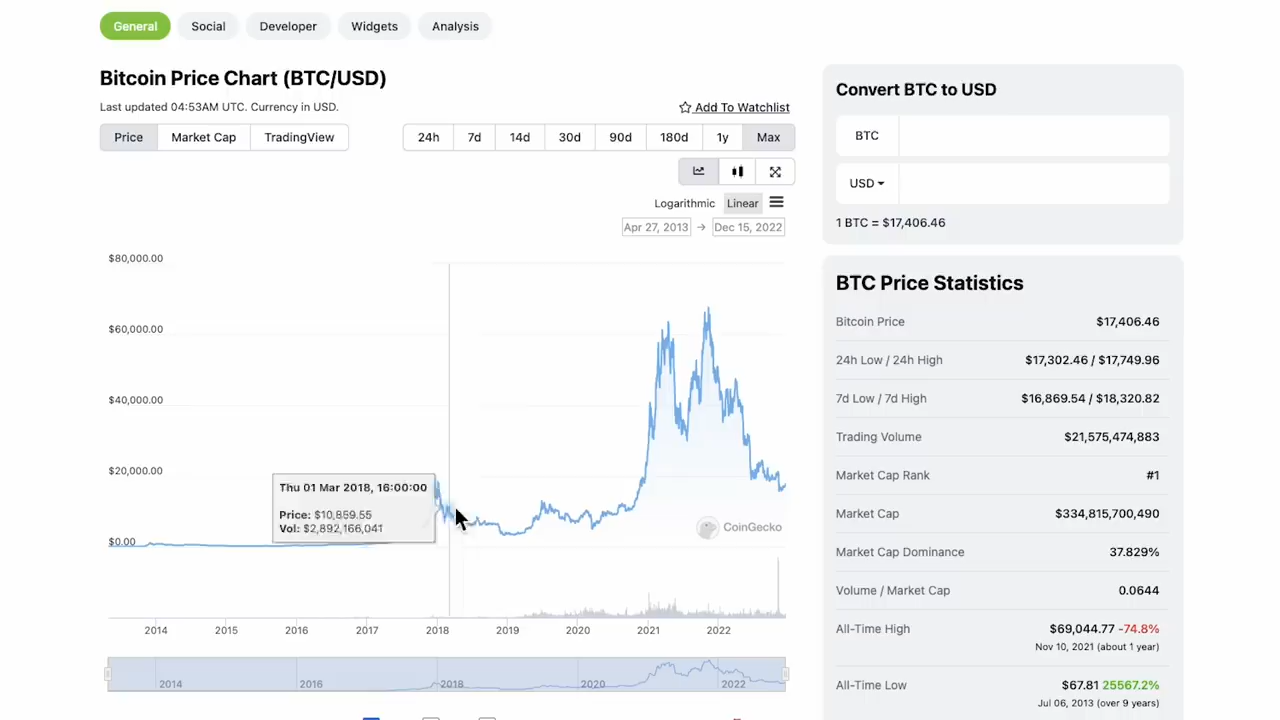 General Social Developer Widgets Analysis
Bitcoin Price Chart (BTC/USD)
Last updated 04:53AM UTC. Currency in USD.
Add To Watchlist
Price Market Cap TradingView
24h 7d 14d 30d 90d 180d 1y Max
Logarithmic Linear
Apr 27, 2013 → Dec 15, 2022
$80,000.00
$60,000.00
$40,000.00
$20,000.00
$0.00
Thu 01 Mar 2018, 16:00:00
Price: $10,859.55
Vol: $2,892,166,041
CoinGecko
2014 2015 2016 2017 2018 2019 2020 2021 2022
2014 2016 2018 2020 2022
Convert BTC to USD
BTC
USD
1 BTC = $17,406.46
BTC Price Statistics
Bitcoin Price $17,406.46
24h Low / 24h High $17,302.46 / $17,749.96
7d Low / 7d High $16,869.54 / $18,320.82
Trading Volume $21,575,474,883
Market Cap Rank #1
Market Cap $334,815,700,490
Market Cap Dominance 37.829%
Volume / Market Cap 0.0644
All-Time High $69,044.77 -74.8%
Nov 10, 2021 (about 1 year)
All-Time Low $67.81 25567.2%
Jul 06, 2013 (over 9 years)